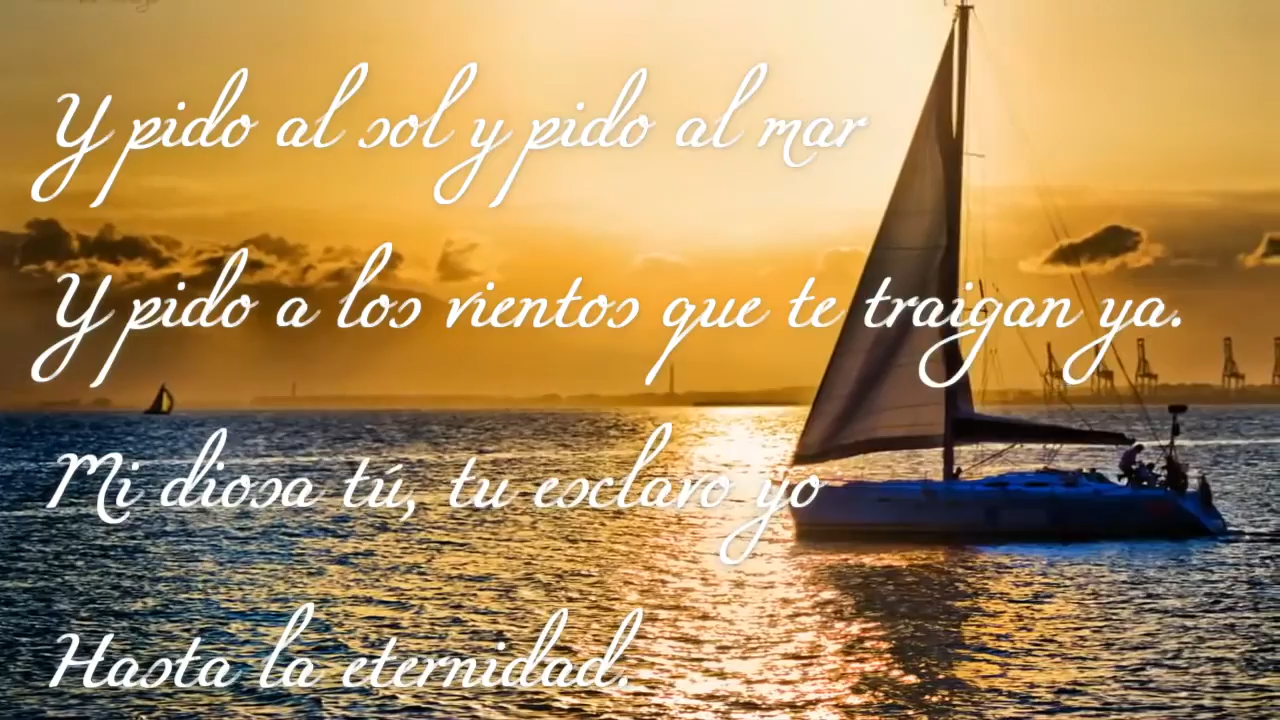 Y pido al sol y pido al mar
Y pido a los vientos que te traigan ya.
Mi diosa tú, tu esclavo yo
Hasta la eternidad.